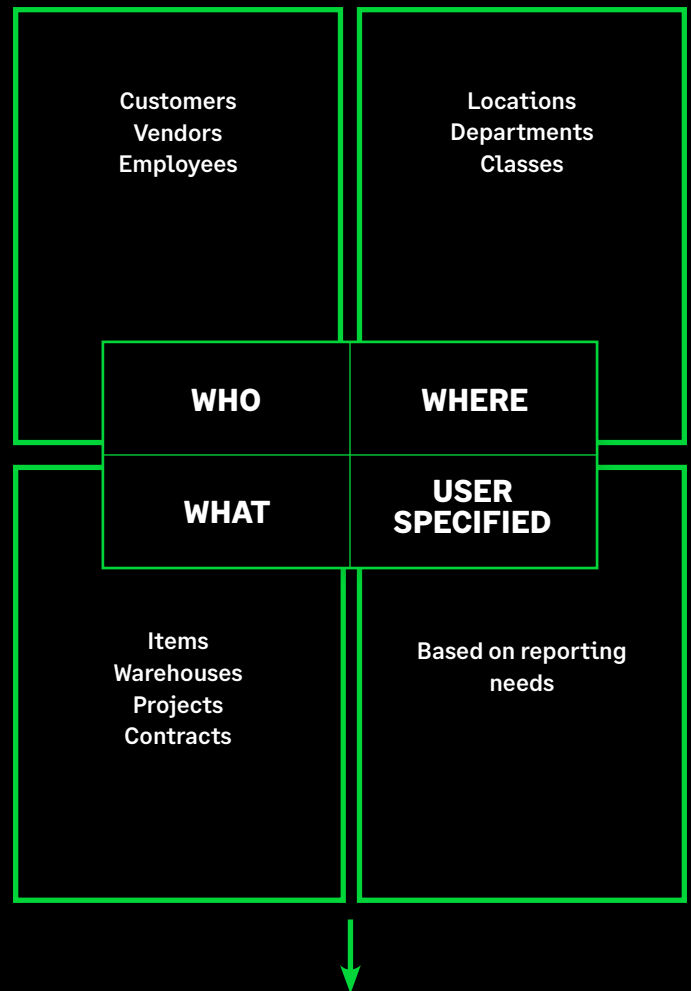 Customers
Vendors
Employees
Locations
Departments
Classes
WHO
WHERE
WHAT
USER
SPECIFIED
Items
Warehouses
Projects
Contracts
Based on reporting
needs